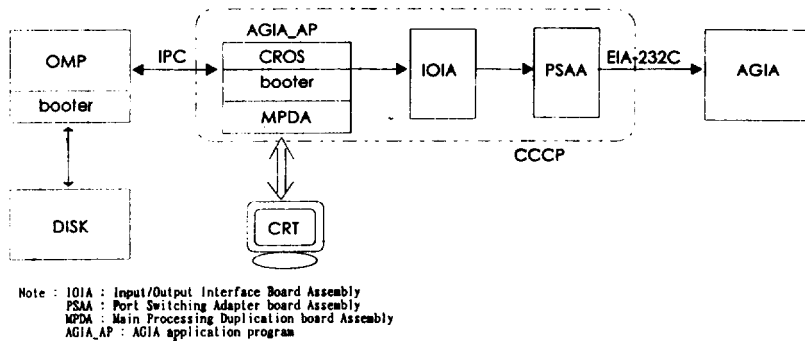 AGIA_AP
OMP
IPC
CROS
booter
booter
MPDA
IOIA
PSAA
EIA-232C
AGIA
CCCP
DISK
CRT
Note : IOIA : Input/Output Interface Board Assembly
PSAA : Port Switching Adapter board Assembly
MPDA : Main Processing Duplication board Assembly
AGIA_AP : AGIA application program